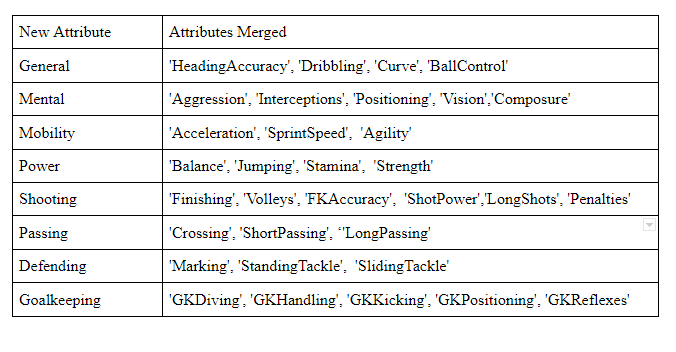 New Attribute Attributes Merged
General 'HeadingAccuracy', 'Dribbling', 'Curve', 'BallControl'
Mental 'Aggression', 'Interceptions', 'Positioning', 'Vision','Composure'
Mobility 'Acceleration', 'SprintSpeed', 'Agility'
Power 'Balance', 'Jumping', 'Stamina', 'Strength'
Shooting 'Finishing', 'Volleys', 'FKAccuracy', 'ShotPower','LongShots', 'Penalties'
Passing 'Crossing', 'ShortPassing', ‘'LongPassing'
Defending 'Marking', 'StandingTackle', 'SlidingTackle'
Goalkeeping 'GKDiving', 'GKHandling', 'GKKicking', 'GKPositioning', 'GKReflexes'